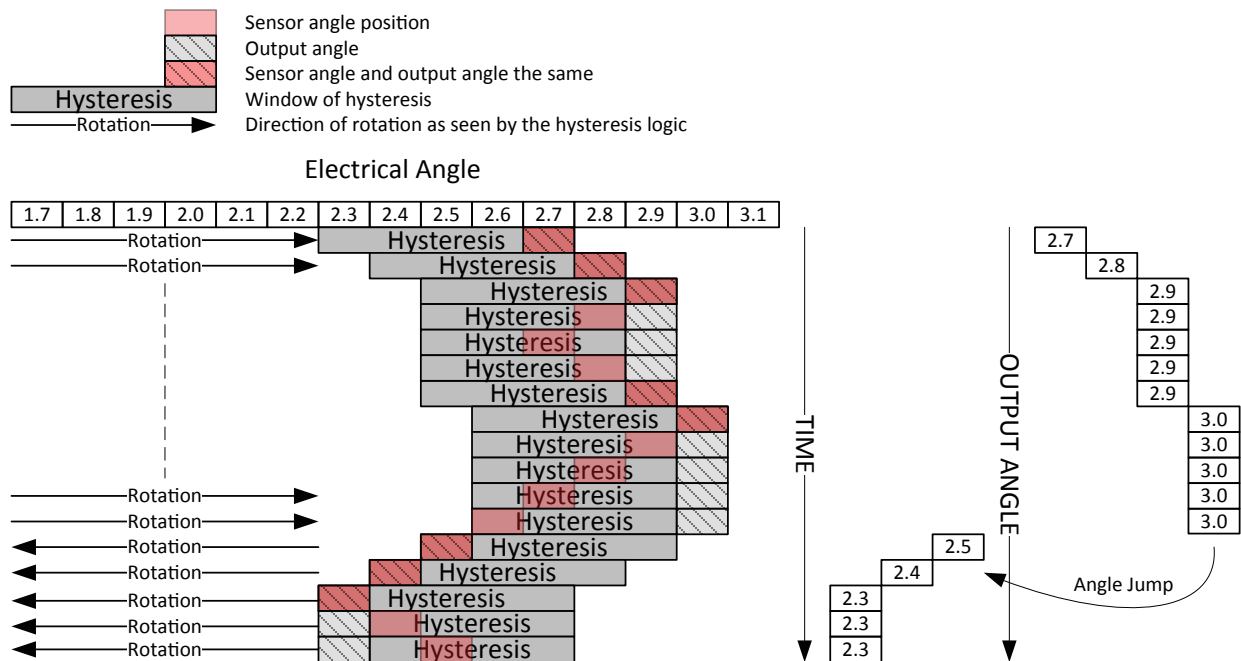 Sensor angle position
Output angle
Sensor angle and output angle the same
Hysteresis Window of hysteresis
Rotation Direction of rotation as seen by the hysteresis logic
Electrical Angle
1.7 1.8 1.9 2.0 2.1 2.2 2.3 2.4 2.5 2.6 2.7 2.8 2.9 3.0 3.1
Rotation Hysteresis 2.7
Rotation Hysteresis 2.8
Hysteresis 2.9
Hysteresis 2.9
Hysteresis 2.9
Hysteresis 2.9
Hysteresis 2.9
Hysteresis 3.0
Hysteresis 3.0
Hysteresis 3.0
Rotation Hysteresis 3.0
Rotation Hysteresis 3.0
Rotation Hysteresis 2.5
Rotation Hysteresis 2.4
Rotation Hysteresis 2.3
Rotation Hysteresis 2.3
Rotation Hysteresis 2.3
TIME
OUTPUT ANGLE
Angle Jump